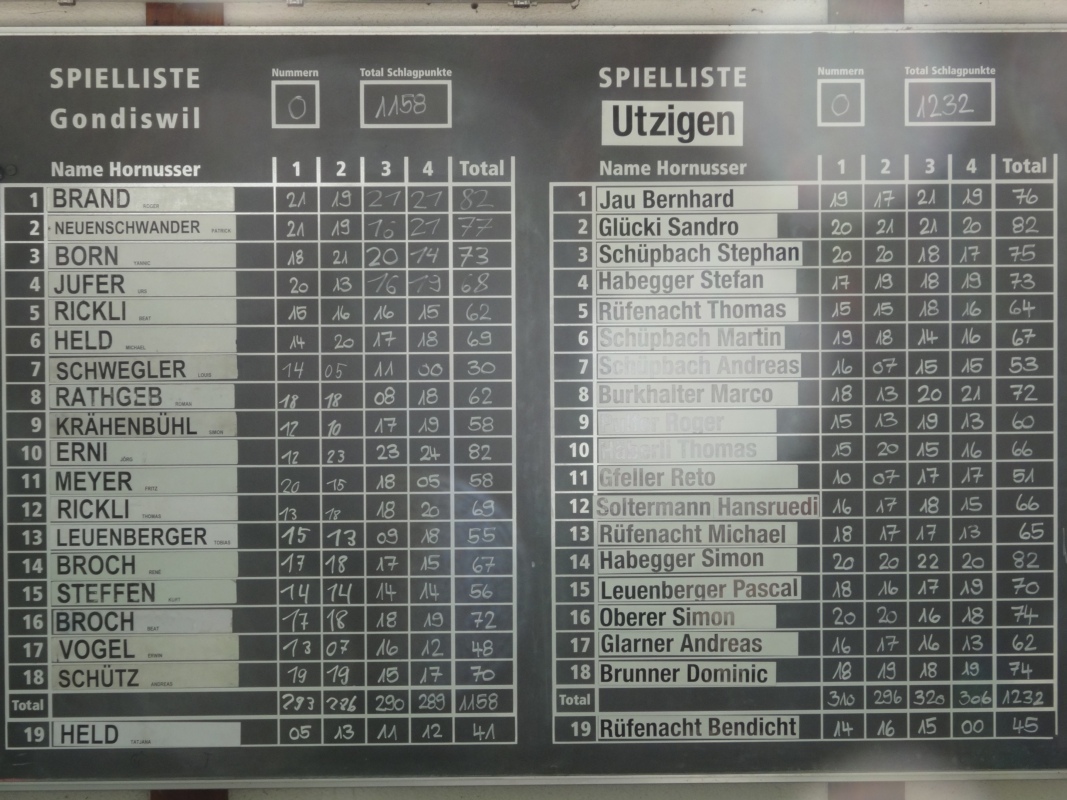 SPIELLISTE
Gondiswil
Nummern
0
Total Schlagpunkte
1158
Name Hornusser 1 2 3 4 Total
1 BRAND 21 19 21 21 82
2 NEUENSCHWANDER 21 19 16 21 77
3 BORN 18 21 20 14 73
4 JUFER 20 13 16 19 68
5 RICKLI BEAT 15 16 16 15 62
6 HELD MICHAEL 14 20 17 18 69
7 SCHWEGLER 14 05 11 00 30
8 RATHGEB ROMAN 18 18 08 18 62
9 KRÄHENBÜHL SIMON 12 10 17 19 58
10 ERNI 12 23 23 24 82
11 MEYER FRITZ 20 15 18 05 58
12 RICKLI THOMAS 13 18 18 20 69
13 LEUENBERGER TOBIAS 15 13 09 18 55
14 BROCH RENÉ 17 18 17 15 67
15 STEFFEN KURT 14 14 14 14 56
16 BROCH BEAT 17 18 18 19 72
17 VOGEL ERWIN 13 07 16 12 48
18 SCHÜTZ ANDREAS 19 19 15 17 70
Total 293 286 290 289 1158
19 HELD TATJANA 05 13 11 12 41
SPIELLISTE
Utzigen
Nummern
0
Total Schlagpunkte
1232
Name Hornusser 1 2 3 4 Total
1 Jau Bernhard 19 17 21 19 76
2 Glücki Sandro 20 21 21 20 82
3 Schüpbach Stephan 20 20 18 17 75
4 Habegger Stefan 17 19 18 19 73
5 Rüfenacht Thomas 15 15 18 16 64
6 Schüpbach Martin 19 18 14 16 67
7 Schüpbach Andreas 16 07 15 15 53
8 Burkhalter Marco 18 13 20 21 72
9 Roger 15 13 19 13 60
10 Thomas 15 20 15 16 66
11 Gfeller Reto 10 07 17 17 51
12 Soltermann Hansruedi 16 17 18 15 66
13 Rüfenacht Michael 18 17 17 13 65
14 Habegger Simon 20 20 22 20 82
15 Leuenberger Pascal 18 16 17 19 70
16 Oberer Simon 20 20 16 18 74
17 Glarner Andreas 16 17 16 13 62
18 Brunner Dominic 18 19 18 19 74
Total 310 296 320 306 1232
19 Rüfenacht Bendicht 14 16 15 00 45